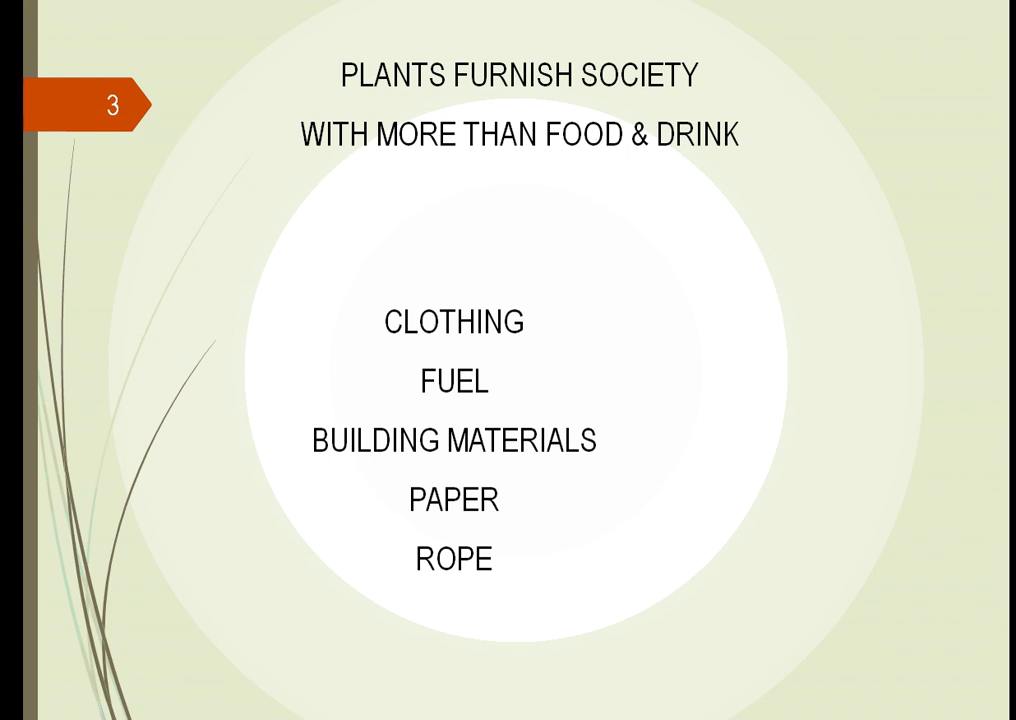 3
PLANTS FURNISH SOCIETY
WITH MORE THAN FOOD & DRINK
CLOTHING
FUEL
BUILDING MATERIALS
PAPER
ROPE